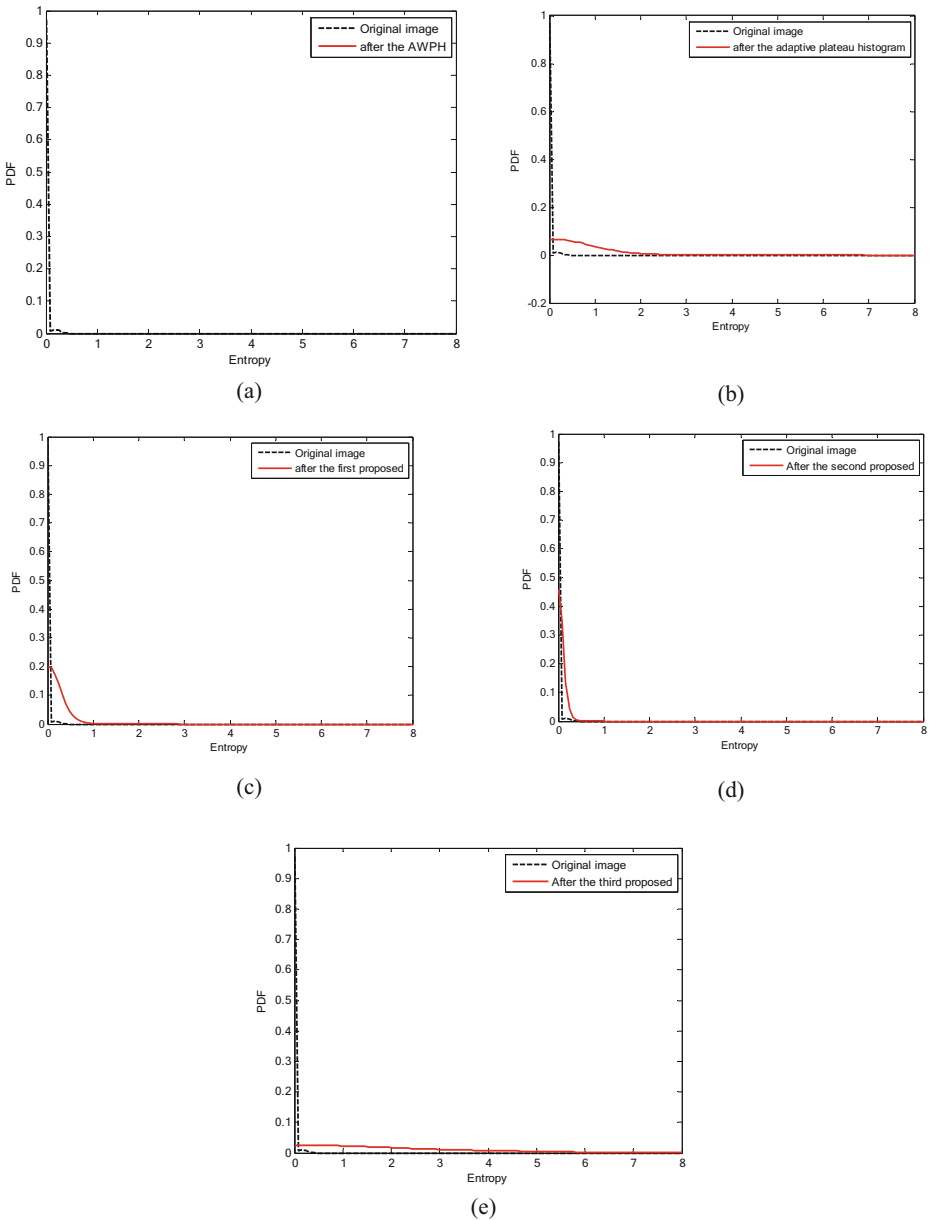 1
0.9
0.8
0.7
0.6
0.5
0.4
0.3
0.2
0.1
0
PDF
Original image
after the AWPH
0 1 2 3 4 5 6 7 8
Entropy
(a)
1
0.8
0.6
0.4
0.2
0
-0.2
PDF
Original image
after the adaptive plateau histogram
0 1 2 3 4 5 6 7 8
Entropy
(b)
1
0.9
0.8
0.7
0.6
0.5
0.4
0.3
0.2
0.1
0
PDF
Original image
after the first proposed
0 1 2 3 4 5 6 7 8
Entropy
(c)
1
0.9
0.8
0.7
0.6
0.5
0.4
0.3
0.2
0.1
0
PDF
Original image
After the second proposed
0 1 2 3 4 5 6 7 8
Entropy
(d)
1
0.9
0.8
0.7
0.6
0.5
0.4
0.3
0.2
0.1
0
PDF
Original image
After the third proposed
0 1 2 3 4 5 6 7 8
Entropy
(e)